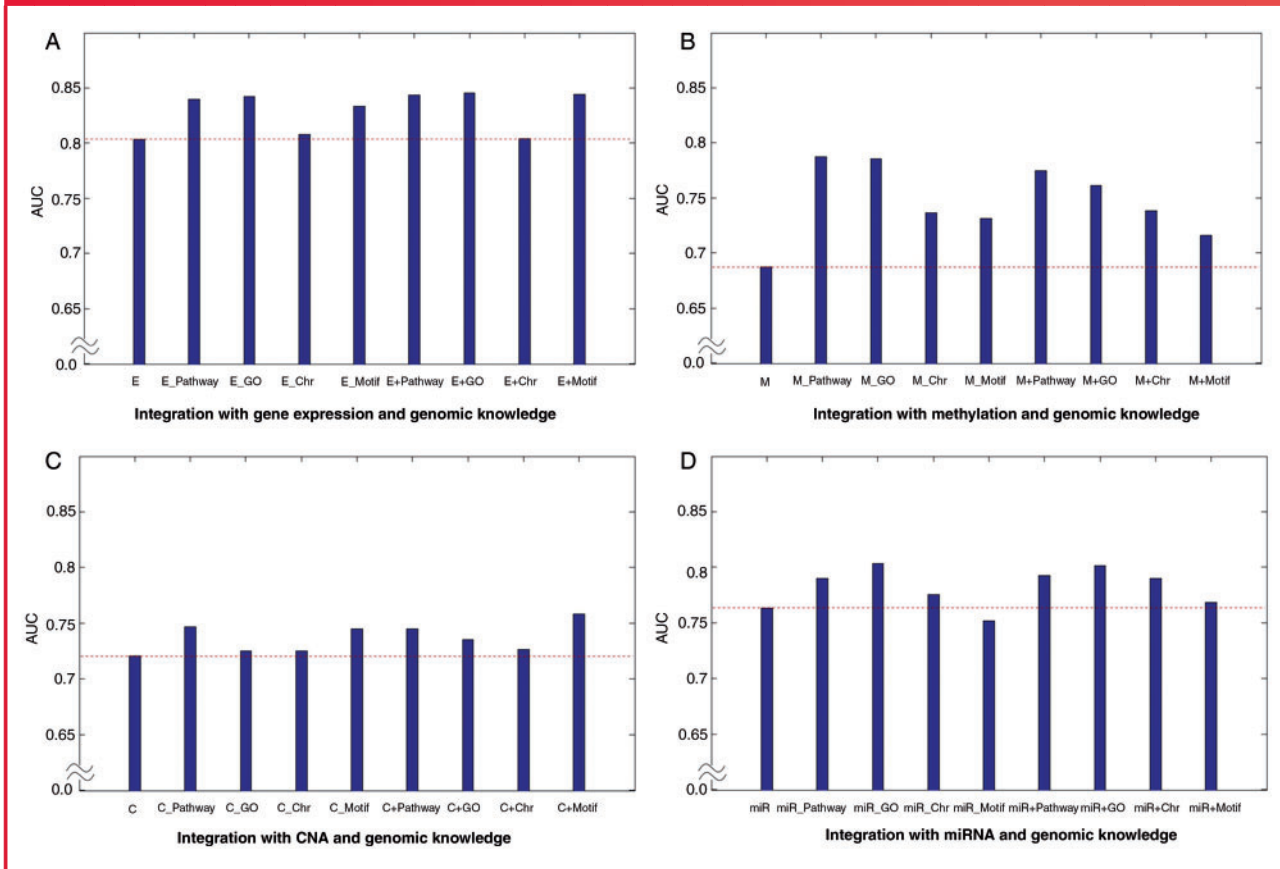 A
AUC
0.85
0.8
0.75
0.7
0.65
0.0
E E_Pathway E_GO E_Chr E_Motif E+Pathway E+GO E+Chr E+Motif
Integration with gene expression and genomic knowledge
B
AUC
0.85
0.8
0.75
0.7
0.65
0.0
M M_Pathway M_GO M_Chr M_Motif M+Pathway M+GO M+Chr M+Motif
Integration with methylation and genomic knowledge
C
AUC
0.85
0.8
0.75
0.7
0.65
0.0
C C_Pathway C_GO C_Chr C_Motif C+Pathway C+GO C+Chr C+Motif
Integration with CNA and genomic knowledge
D
AUC
0.85
0.8
0.75
0.7
0.65
0.0
miR miR_Pathway miR_GO miR_Chr miR_Motif miR+Pathway miR+GO miR+Chr miR+Motif
Integration with miRNA and genomic knowledge